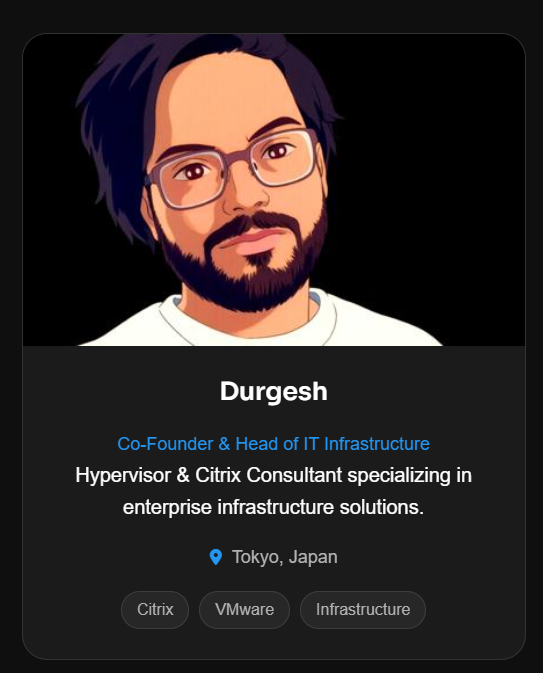 Durgesh
Co-Founder & Head of IT Infrastructure
Hypervisor & Citrix Consultant specializing in
enterprise infrastructure solutions.
Tokyo, Japan
Citrix VMware Infrastructure